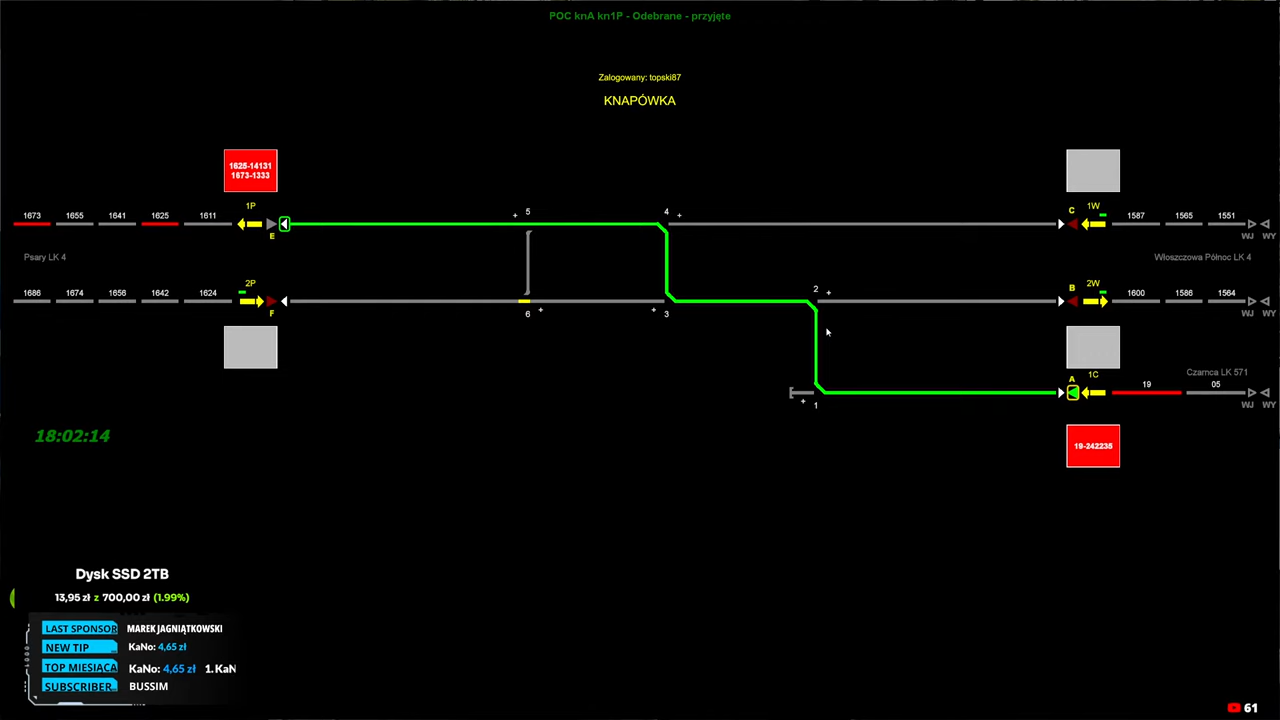 POC knA kn1P - Odebrane - przyjęte
Zalogowany: topski87
KNAPÓWKA
1625-14131
1673-1333
1673 1655 1641 1625 1611
1P
E
5
+
4
+
C
1W
1587 1565 1551
WJ WY
Psary LK 4
Włoszczowa Północ LK 4
1686 1674 1656 1642 1624
2P
F
6
+
+
3
2
+
B
2W
1600 1586 1564
WJ WY
Czarnca LK 571
A
1C
19 05
WJ WY
+
1
18:02:14
19-242235
Dysk SSD 2TB
13,95 zł z 700,00 zł (1.99%)
LAST SPONSOR MAREK JAGNIĄTKOWSKI
NEW TIP KaNo: 4,65 zł
TOP MIESIĄCA KaNo: 4,65 zł 1. KaN
SUBSCRIBER BUSSIM
61